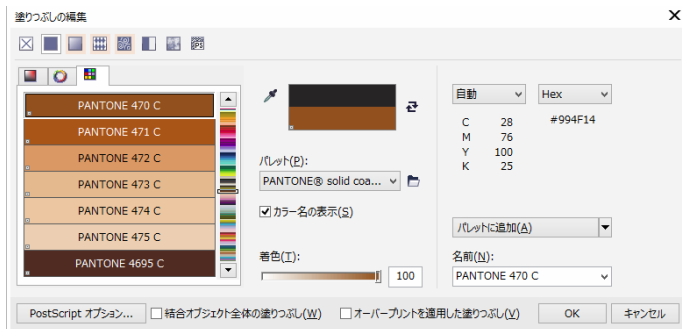 塗りつぶしの編集
PANTONE 470 C
PANTONE 471 C
PANTONE 472 C
PANTONE 473 C
PANTONE 474 C
PANTONE 475 C
PANTONE 4695 C
パレット(P):
PANTONE® solid coa...
カラー名の表示(S)
着色(T):
100
自動
Hex
C 28
M 76
Y 100
K 25
#994F14
パレットに追加(A)
名前(N):
PANTONE 470 C
PostScript オプション...
結合オブジェクト全体の塗りつぶし(W)
オーバープリントを適用した塗りつぶし(V)
OK
キャンセル